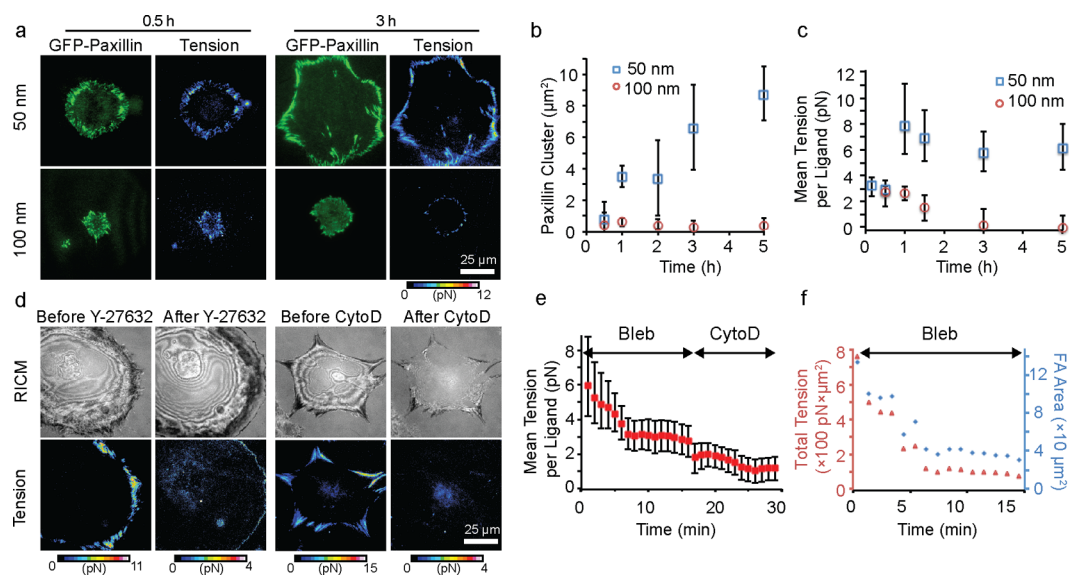 a
0.5 h
3 h
GFP-Paxillin
Tension
GFP-Paxillin
Tension
50 nm
100 nm
25 µm
0 (pN) 12
b
Paxillin Cluster (µm²)
10
8
6
4
2
0
50 nm
100 nm
0 1 2 3 4 5
Time (h)
c
Mean Tension
per Ligand (pN)
12
10
8
6
4
2
0
50 nm
100 nm
0 1 2 3 4 5
Time (h)
d
Before Y-27632
After Y-27632
Before CytoD
After CytoD
RICM
Tension
25 µm
0 (pN) 11
0 (pN) 4
0 (pN) 15
0 (pN) 4
e
Bleb
CytoD
Mean Tension
per Ligand (pN)
8
6
4
2
0
0 10 20 30
Time (min)
f
Bleb
Total Tension
(×100 pN×µm²)
8
6
4
2
0
FA Area (×10 µm²)
12
8
4
0
0 5 10 15
Time (min)